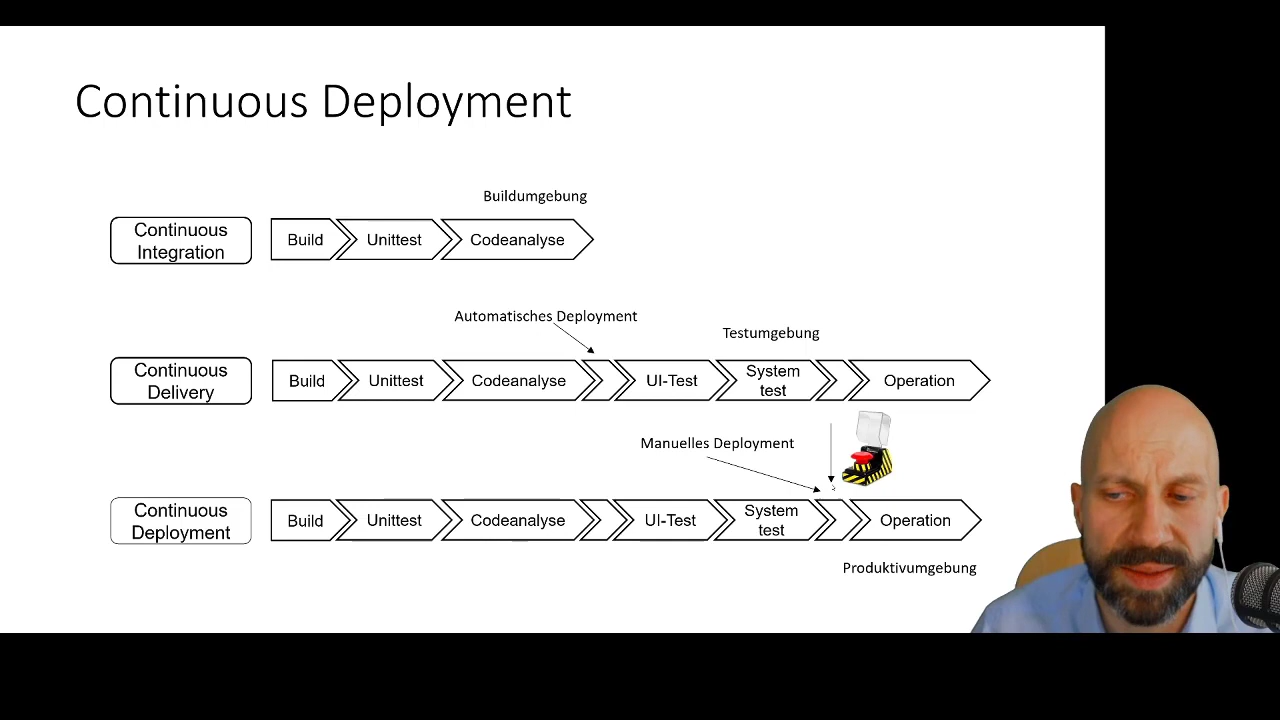 Continuous Deployment
Buildumgebung
Continuous
Integration
Build
Unittest
Codeanalyse
Automatisches Deployment
Testumgebung
Continuous
Delivery
Build
Unittest
Codeanalyse
UI-Test
System
test
Operation
Manuelles Deployment
Continuous
Deployment
Build
Unittest
Codeanalyse
UI-Test
System
test
Operation
Produktivumgebung